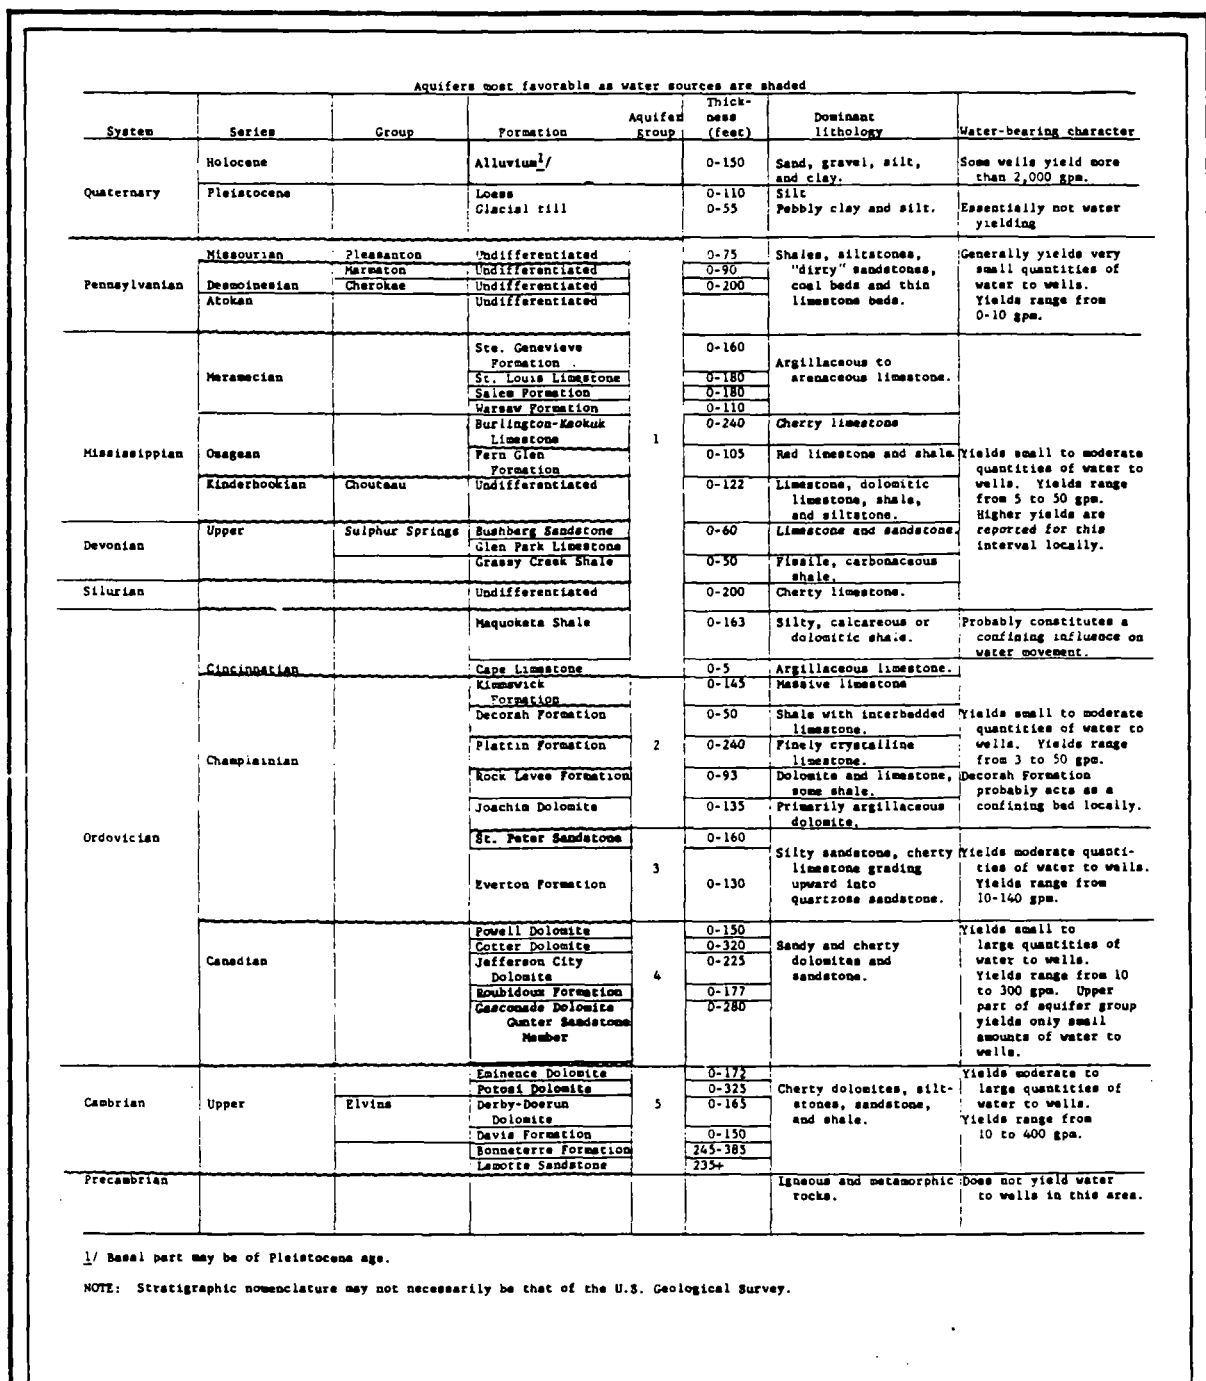 Aquifers most favorable as water sources are shaded
System Series Group Formation Aquifer group Thick-ness (feet) Dominant lithology Water-bearing character
Quaternary
Holocene Alluvium1/ 0-150 Sand, gravel, silt, and clay. Some wells yield more than 2,000 gpm.
Pleistocene Loess 0-110 Silt
Glacial till 0-55 Pebbly clay and silt. Essentially not water yielding
Pennsylvanian
Missourian Pleasanton Undifferentiated 0-75 Shales, siltstones, "dirty" sandstones, coal beds and thin limestone beds. Generally yields very small quantities of water to wells. Yields range from 0-10 gpm.
Marmaton Undifferentiated 0-90
Desmoinesian Cherokee Undifferentiated 0-200
Atokan Undifferentiated
Mississippian
Meramecian Ste. Genevieve Formation 0-160 Argillaceous to arenaceous limestone.
St. Louis Limestone 0-180
Salem Formation 0-180
Warsaw Formation 0-110
Osagean Burlington-Keokuk Limestone 1 0-240 Cherty limestone
Fern Glen Formation 0-105 Red limestone and shale Yields small to moderate quantities of water to wells. Yields range from 5 to 50 gpm. Higher yields are reported for this interval locally.
Kinderhookian Chouteau Undifferentiated 0-122 Limestone, dolomitic limestone, shale, and siltstone.
Devonian
Upper Sulphur Springs Bushberg Sandstone 0-60 Limestone and sandstone.
Glen Park Limestone
Grassy Creek Shale 0-50 Fissile, carbonaceous shale.
Silurian Undifferentiated 0-200 Cherty limestone.
Ordovician
Maquoketa Shale 0-163 Silty, calcareous or dolomitic shale. Probably constitutes a confining influence on water movement.
Cincinnatian Cape Limestone 0-5 Argillaceous limestone.
Champlainian Kimmswick Formation 0-145 Massive limestone
Decorah Formation 0-50 Shale with interbedded limestone. Yields small to moderate quantities of water to wells. Yields range from 3 to 50 gpm. Decorah Formation probably acts as a confining bed locally.
Plattin Formation 2 0-240 Finely crystalline limestone.
Rock Levee Formation 0-93 Dolomite and limestone, some shale.
Joachim Dolomite 0-135 Primarily argillaceous dolomite.
St. Peter Sandstone 0-160
Everton Formation 3 0-130 Silty sandstone, cherty limestone grading upward into quartzose sandstone. Yields moderate quanti-ties of water to wells. Yields range from 10-140 gpm.
Canadian Powell Dolomite 0-150 Sandy and cherty dolomites and sandstone. Yields small to large quantities of water to wells. Yields range from 10 to 300 gpm. Upper part of aquifer group yields only small amounts of water to wells.
Cotter Dolomite 0-320
Jefferson City Dolomite 4 0-225
Roubidoux Formation 0-177
Gasconade Dolomite 0-280
Gunter Sandstone Member
Cambrian Upper
Eminence Dolomite 0-172 Cherty dolomites, silt-stones, sandstone, and shale. Yields moderate to large quantities of water to wells. Yields range from 10 to 400 gpm.
Potosi Dolomite 0-325
Elvins Derby-Doerun Dolomite 5 0-165
Davis Formation 0-150
Bonneterre Formation 245-385
Lamotte Sandstone 235+
Precambrian Igneous and metamorphic rocks. Does not yield water to wells in this area.
1/ Basal part may be of Pleistocene age.
NOTE: Stratigraphic nomenclature may not necessarily be that of the U.S. Geological Survey.